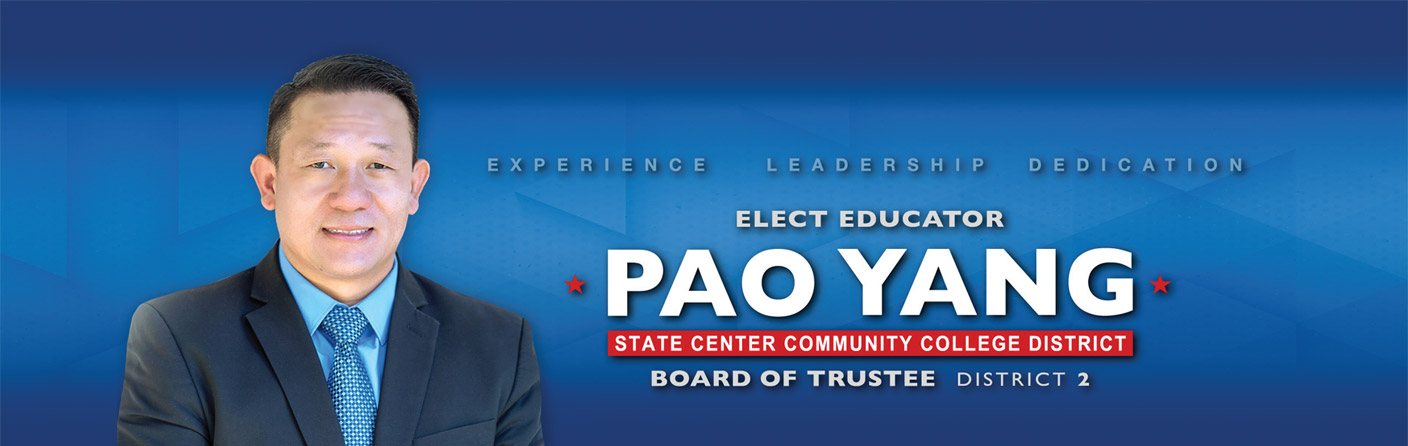 EXPERIENCE LEADERSHIP DEDICATION
ELECT EDUCATOR
PAO YANG
STATE CENTER COMMUNITY COLLEGE DISTRICT
BOARD OF TRUSTEE DISTRICT 2